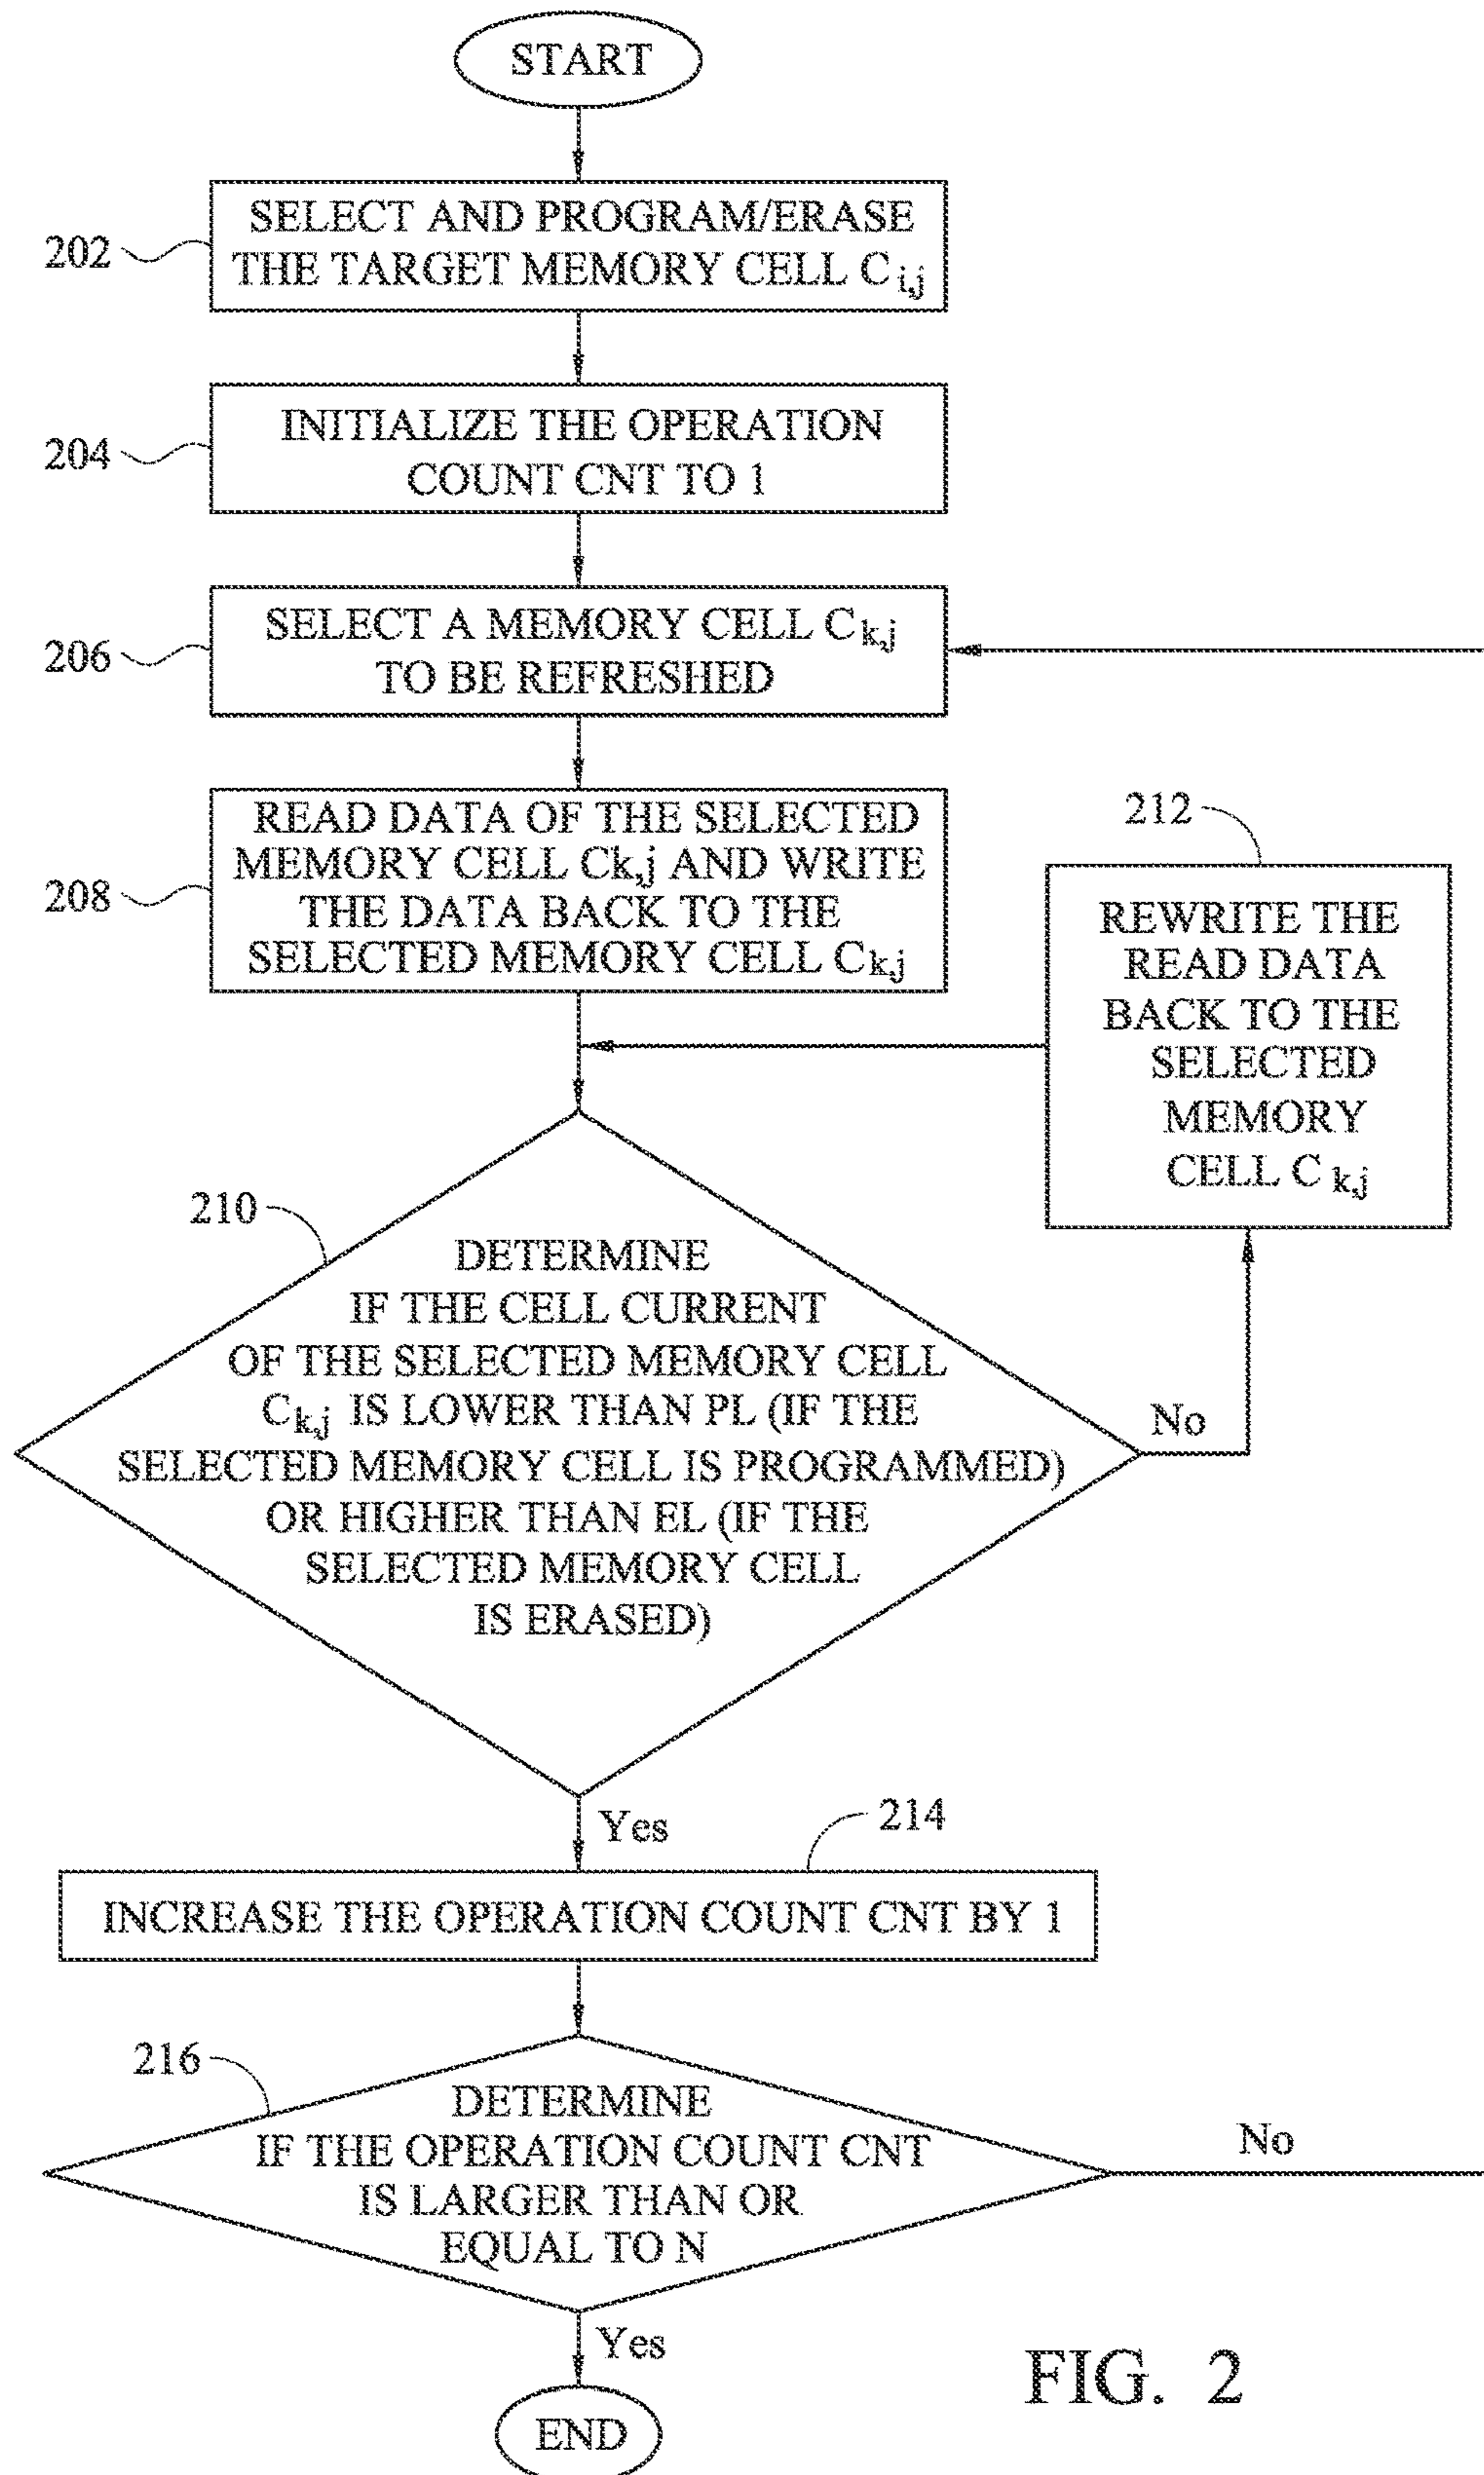 START
202
SELECT AND PROGRAM/ERASE
THE TARGET MEMORY CELL C i,j
204
INITIALIZE THE OPERATION
COUNT CNT TO 1
206
SELECT A MEMORY CELL C k,j
TO BE REFRESHED
208
READ DATA OF THE SELECTED
MEMORY CELL Ck,j AND WRITE
THE DATA BACK TO THE
SELECTED MEMORY CELL C k,j
212
REWRITE THE
READ DATA
BACK TO THE
SELECTED
MEMORY
CELL C k,j
210
DETERMINE
IF THE CELL CURRENT
OF THE SELECTED MEMORY CELL
C k,j IS LOWER THAN PL (IF THE
SELECTED MEMORY CELL IS PROGRAMMED)
OR HIGHER THAN EL (IF THE
SELECTED MEMORY CELL
IS ERASED)
No
Yes
214
INCREASE THE OPERATION COUNT CNT BY 1
216
DETERMINE
IF THE OPERATION COUNT CNT
IS LARGER THAN OR
EQUAL TO N
No
Yes
END
FIG. 2